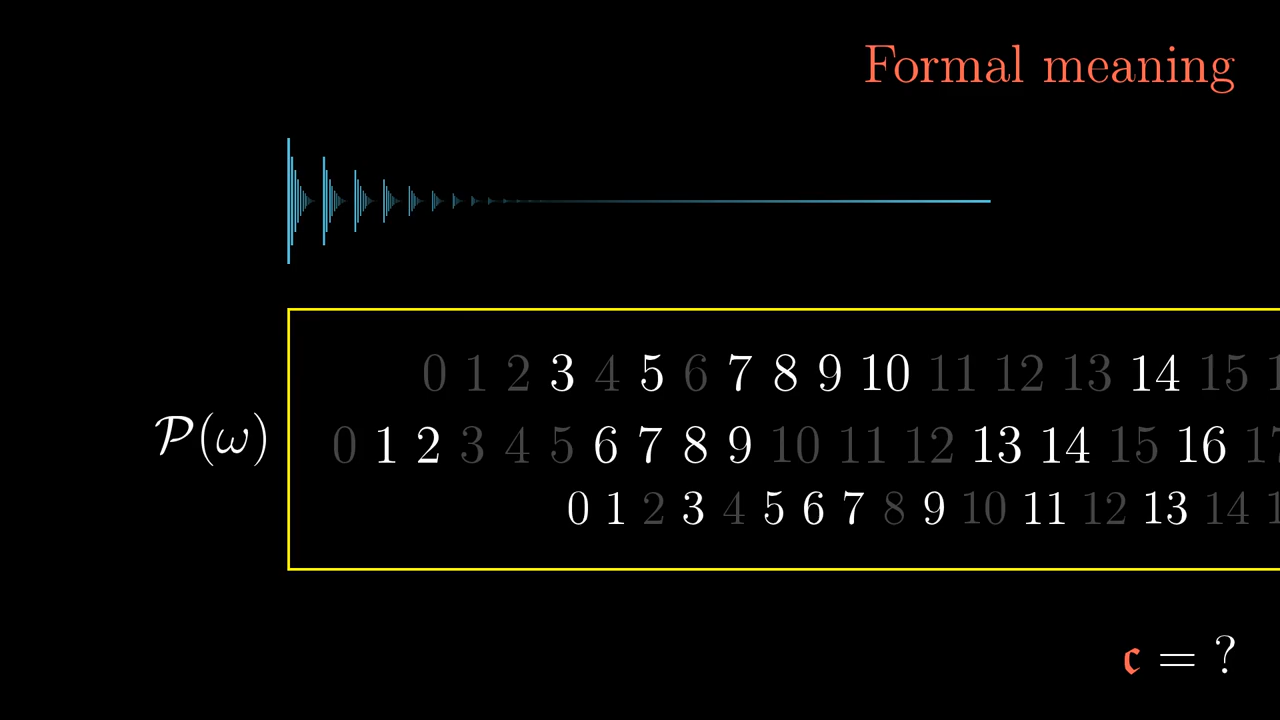 Formal meaning
0 1 2 3 4 5 6 7 8 9 10 11 12 13 14 15
𝒫(ω)
0 1 2 3 4 5 6 7 8 9 10 11 12 13 14 15 16 17
0 1 2 3 4 5 6 7 8 9 10 11 12 13 14
𝔠 = ?